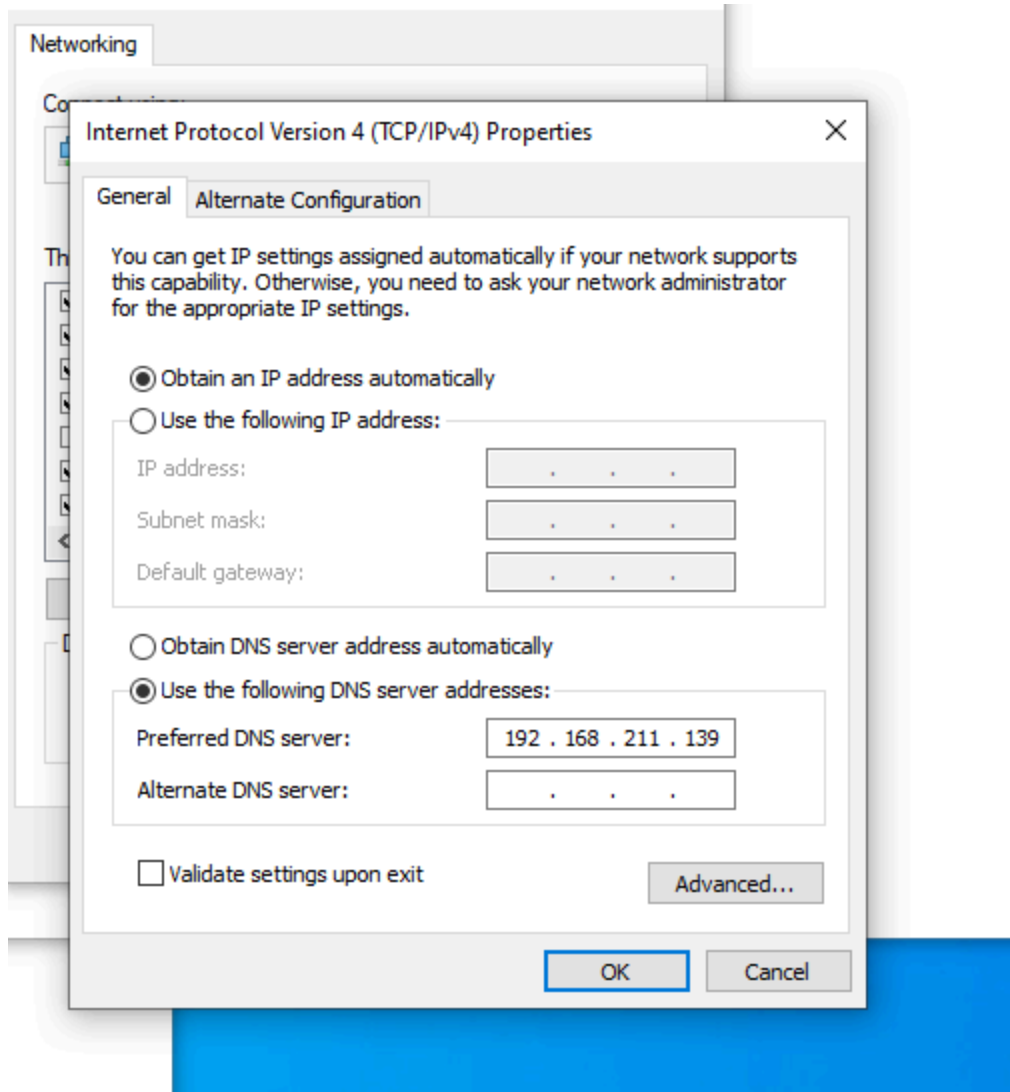 Networking
Internet Protocol Version 4 (TCP/IPv4) Properties
General
Alternate Configuration
You can get IP settings assigned automatically if your network supports
this capability. Otherwise, you need to ask your network administrator
for the appropriate IP settings.
Obtain an IP address automatically
Use the following IP address:
IP address:
. . .
Subnet mask:
. . .
Default gateway:
. . .
Obtain DNS server address automatically
Use the following DNS server addresses:
Preferred DNS server:
192 . 168 . 211 . 139
Alternate DNS server:
. . .
Validate settings upon exit
Advanced...
OK
Cancel